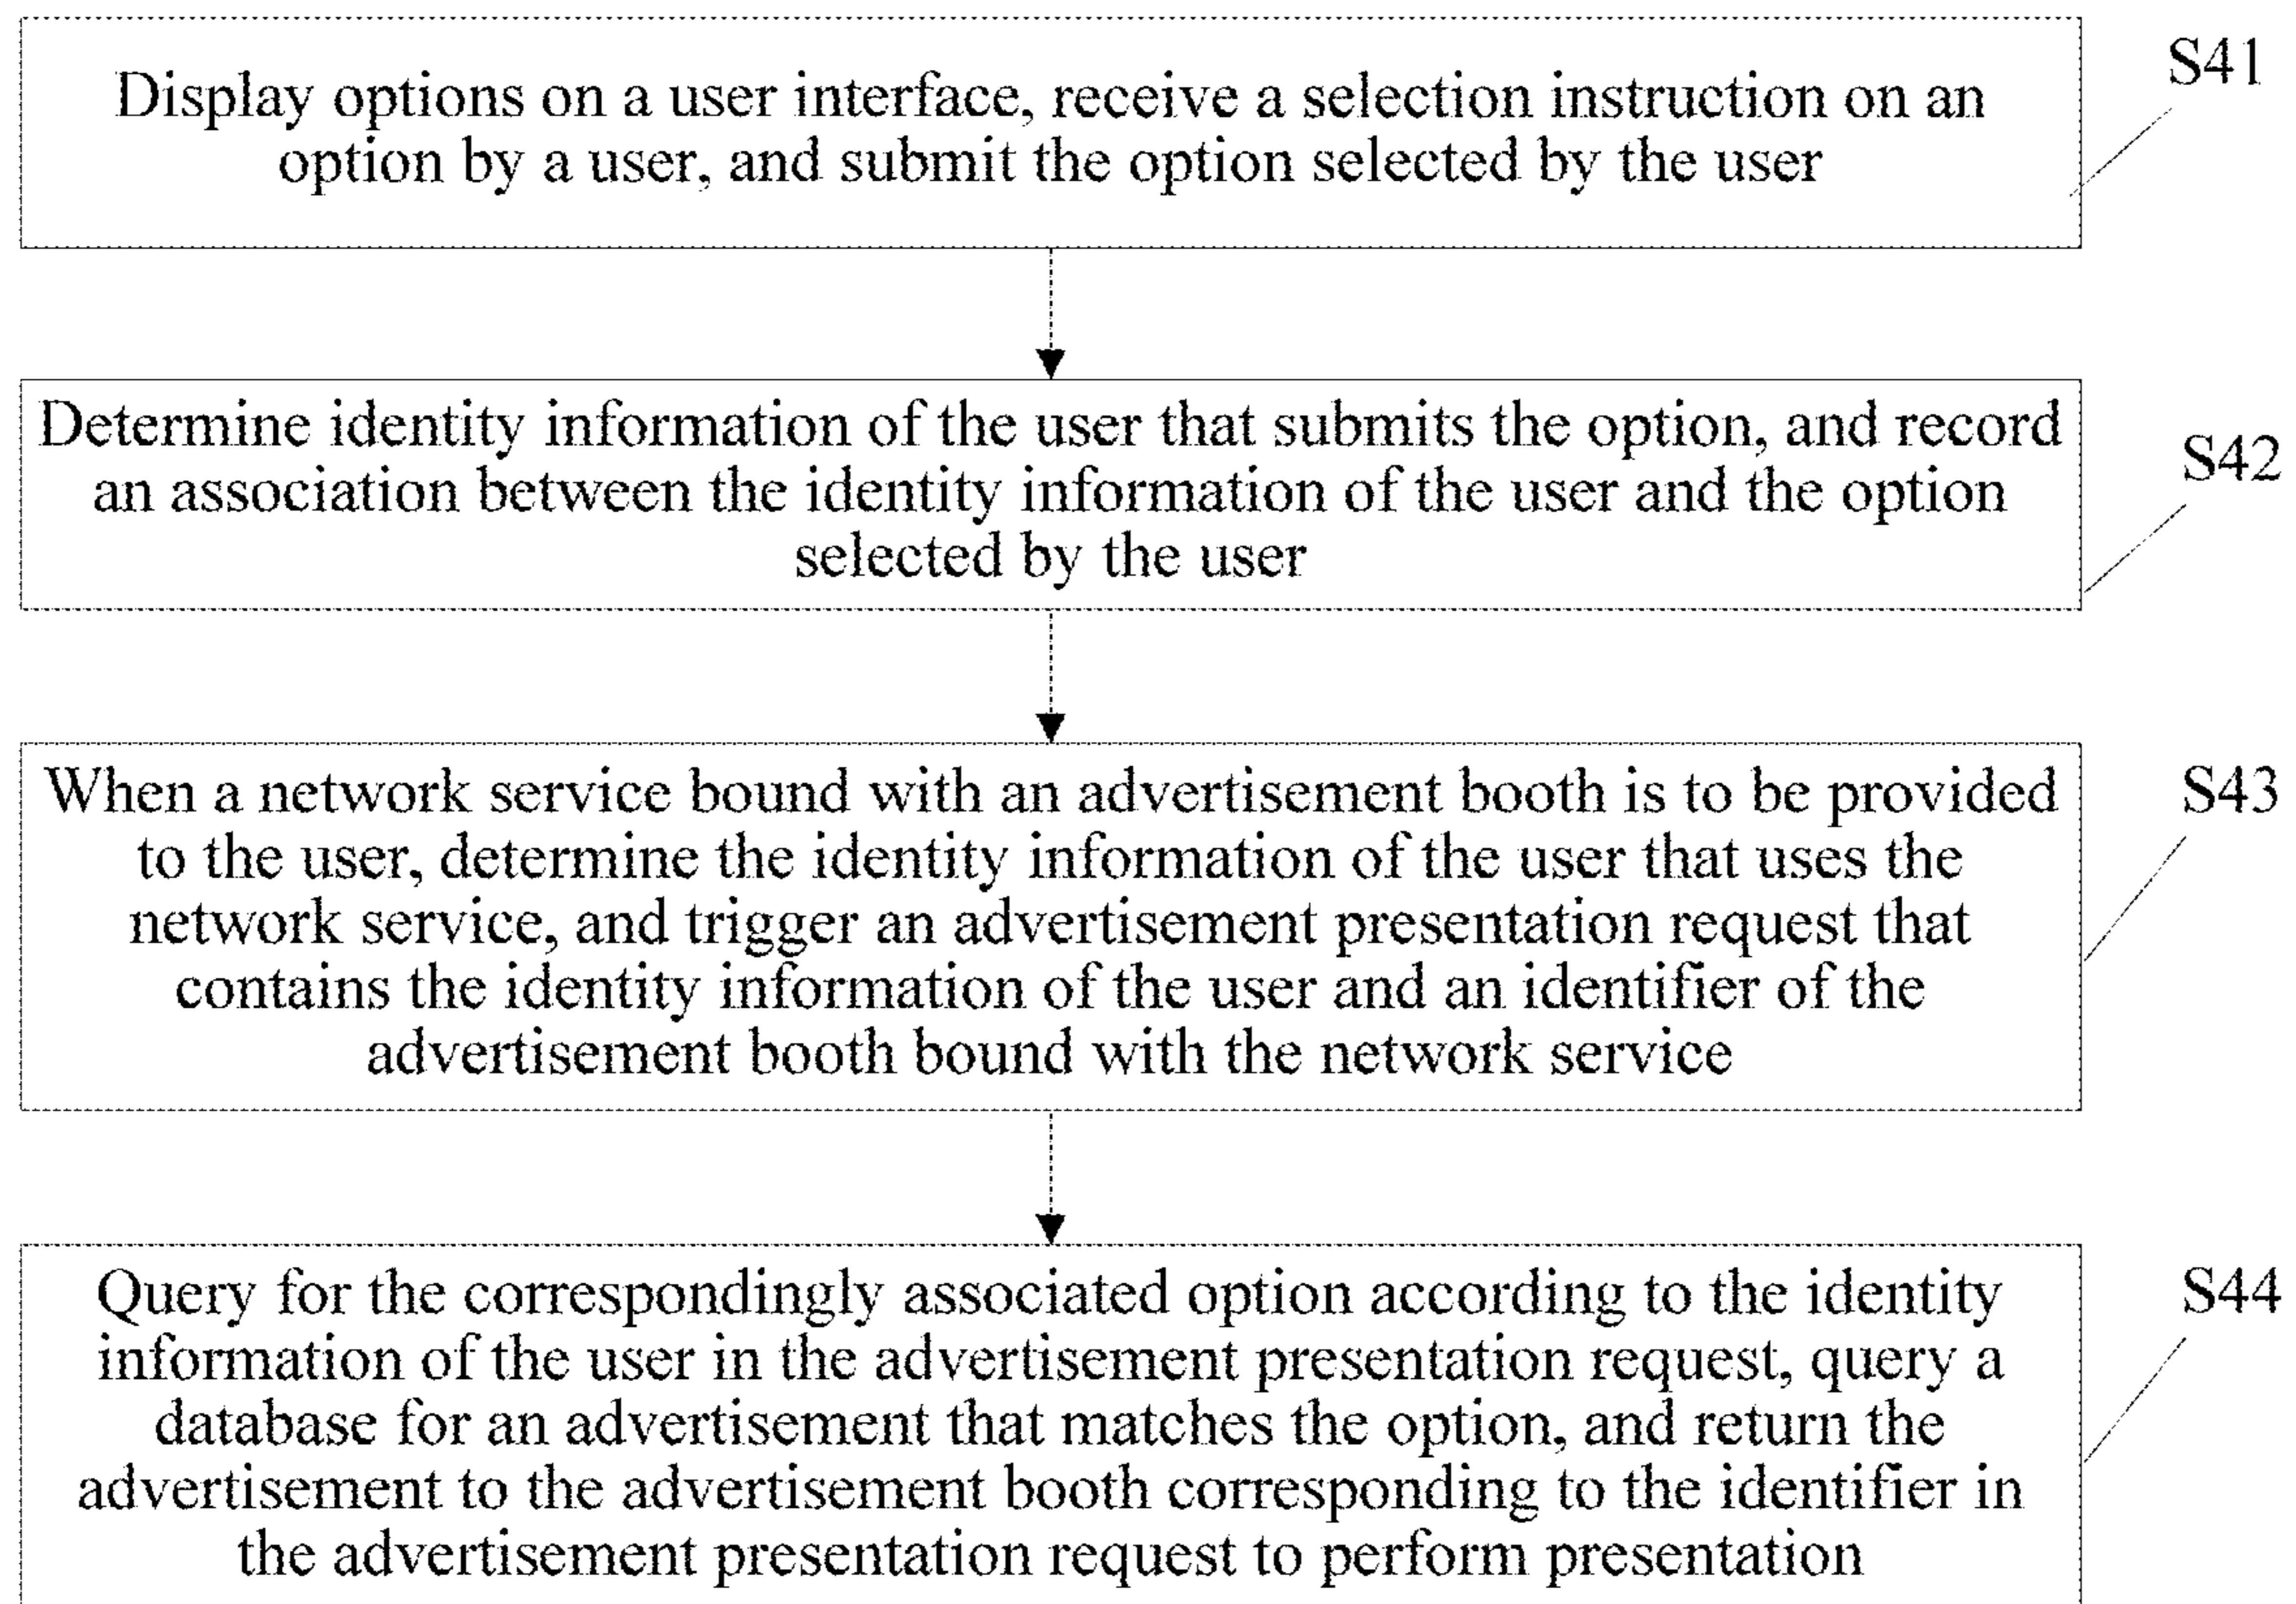 Display options on a user interface, receive a selection instruction on an
option by a user, and submit the option selected by the user
S41
Determine identity information of the user that submits the option, and record
an association between the identity information of the user and the option
selected by the user
S42
When a network service bound with an advertisement booth is to be provided
to the user, determine the identity information of the user that uses the
network service, and trigger an advertisement presentation request that
contains the identity information of the user and an identifier of the
advertisement booth bound with the network service
S43
Query for the correspondingly associated option according to the identity
information of the user in the advertisement presentation request, query a
database for an advertisement that matches the option, and return the
advertisement to the advertisement booth corresponding to the identifier in
the advertisement presentation request to perform presentation
S44